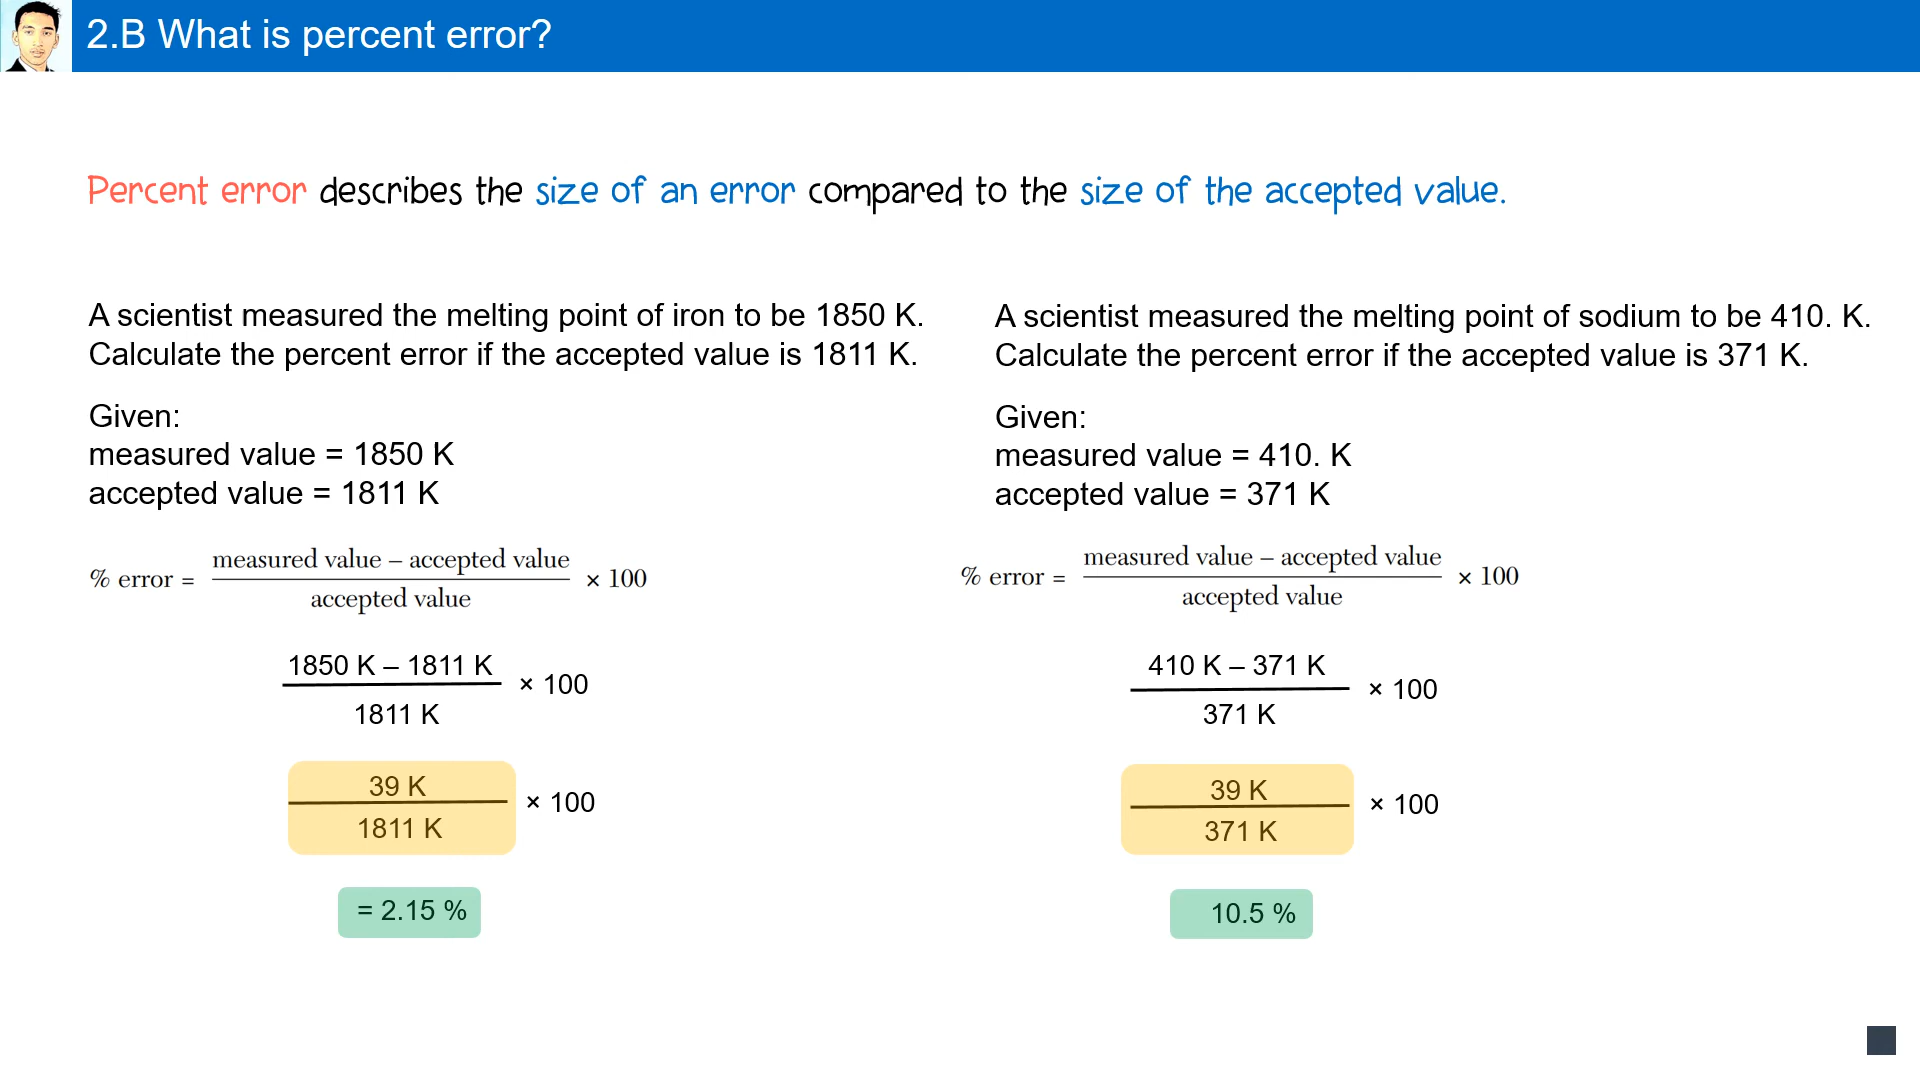 2.B What is percent error?
Percent error describes the size of an error compared to the size of the accepted value.
A scientist measured the melting point of iron to be 1850 K.
Calculate the percent error if the accepted value is 1811 K.
Given:
measured value = 1850 K
accepted value = 1811 K
% error = measured value – accepted value × 100
accepted value
1850 K – 1811 K × 100
1811 K
39 K × 100
1811 K
= 2.15 %
A scientist measured the melting point of sodium to be 410. K.
Calculate the percent error if the accepted value is 371 K.
Given:
measured value = 410. K
accepted value = 371 K
% error = measured value – accepted value × 100
accepted value
410 K – 371 K × 100
371 K
39 K × 100
371 K
10.5 %